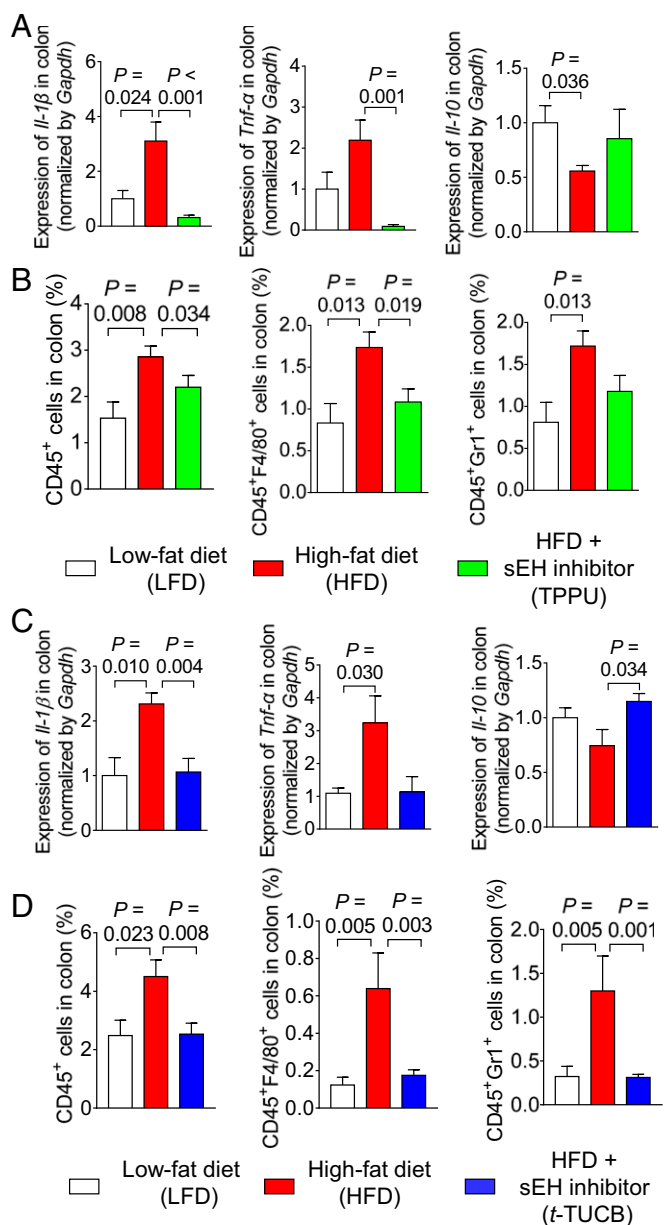 A
Expression of Il-1β in colon
(normalized by Gapdh)
6
4
2
0
P =
0.024
P <
0.001
Expression of Tnf-α in colon
(normalized by Gapdh)
4
3
2
1
0
P =
0.001
Expression of Il-10 in colon
(normalized by Gapdh)
1.5
1.0
0.5
0.0
P =
0.036
B
CD45+ cells in colon (%)
4
3
2
1
0
P =
0.008
P =
0.034
CD45+F4/80+ cells in colon (%)
2.0
1.5
1.0
0.5
0.0
P =
0.013
P =
0.019
CD45+Gr1+ cells in colon (%)
2.0
1.5
1.0
0.5
0.0
P =
0.013
Low-fat diet
(LFD)
High-fat diet
(HFD)
HFD +
sEH inhibitor
(TPPU)
C
Expression of Il-1β in colon
(normalized by Gapdh)
3
2
1
0
P =
0.010
P =
0.004
Expression of Tnf-α in colon
(normalized by Gapdh)
5
4
3
2
1
0
P =
0.030
Expression of Il-10 in colon
(normalized by Gapdh)
1.5
1.0
0.5
0.0
P =
0.034
D
CD45+ cells in colon (%)
6
4
2
0
P =
0.023
P =
0.008
CD45+F4/80+ cells in colon (%)
1.0
0.8
0.6
0.4
0.2
0.0
P =
0.005
P =
0.003
CD45+Gr1+ cells in colon (%)
2.0
1.5
1.0
0.5
0.0
P =
0.005
P =
0.001
Low-fat diet
(LFD)
High-fat diet
(HFD)
HFD +
sEH inhibitor
(t-TUCB)